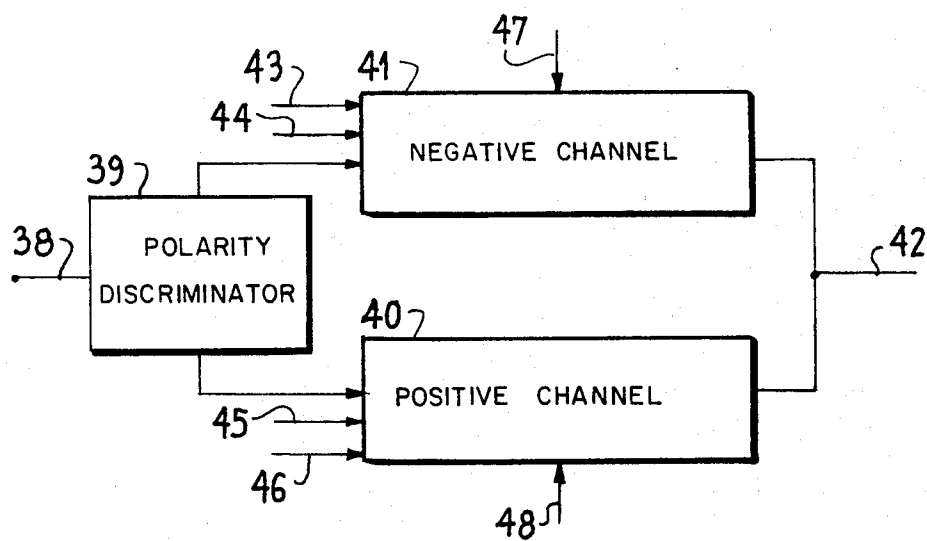 47
43
41
44
NEGATIVE CHANNEL
39
38
POLARITY
DISCRIMINATOR
42
40
POSITIVE CHANNEL
45
46
48